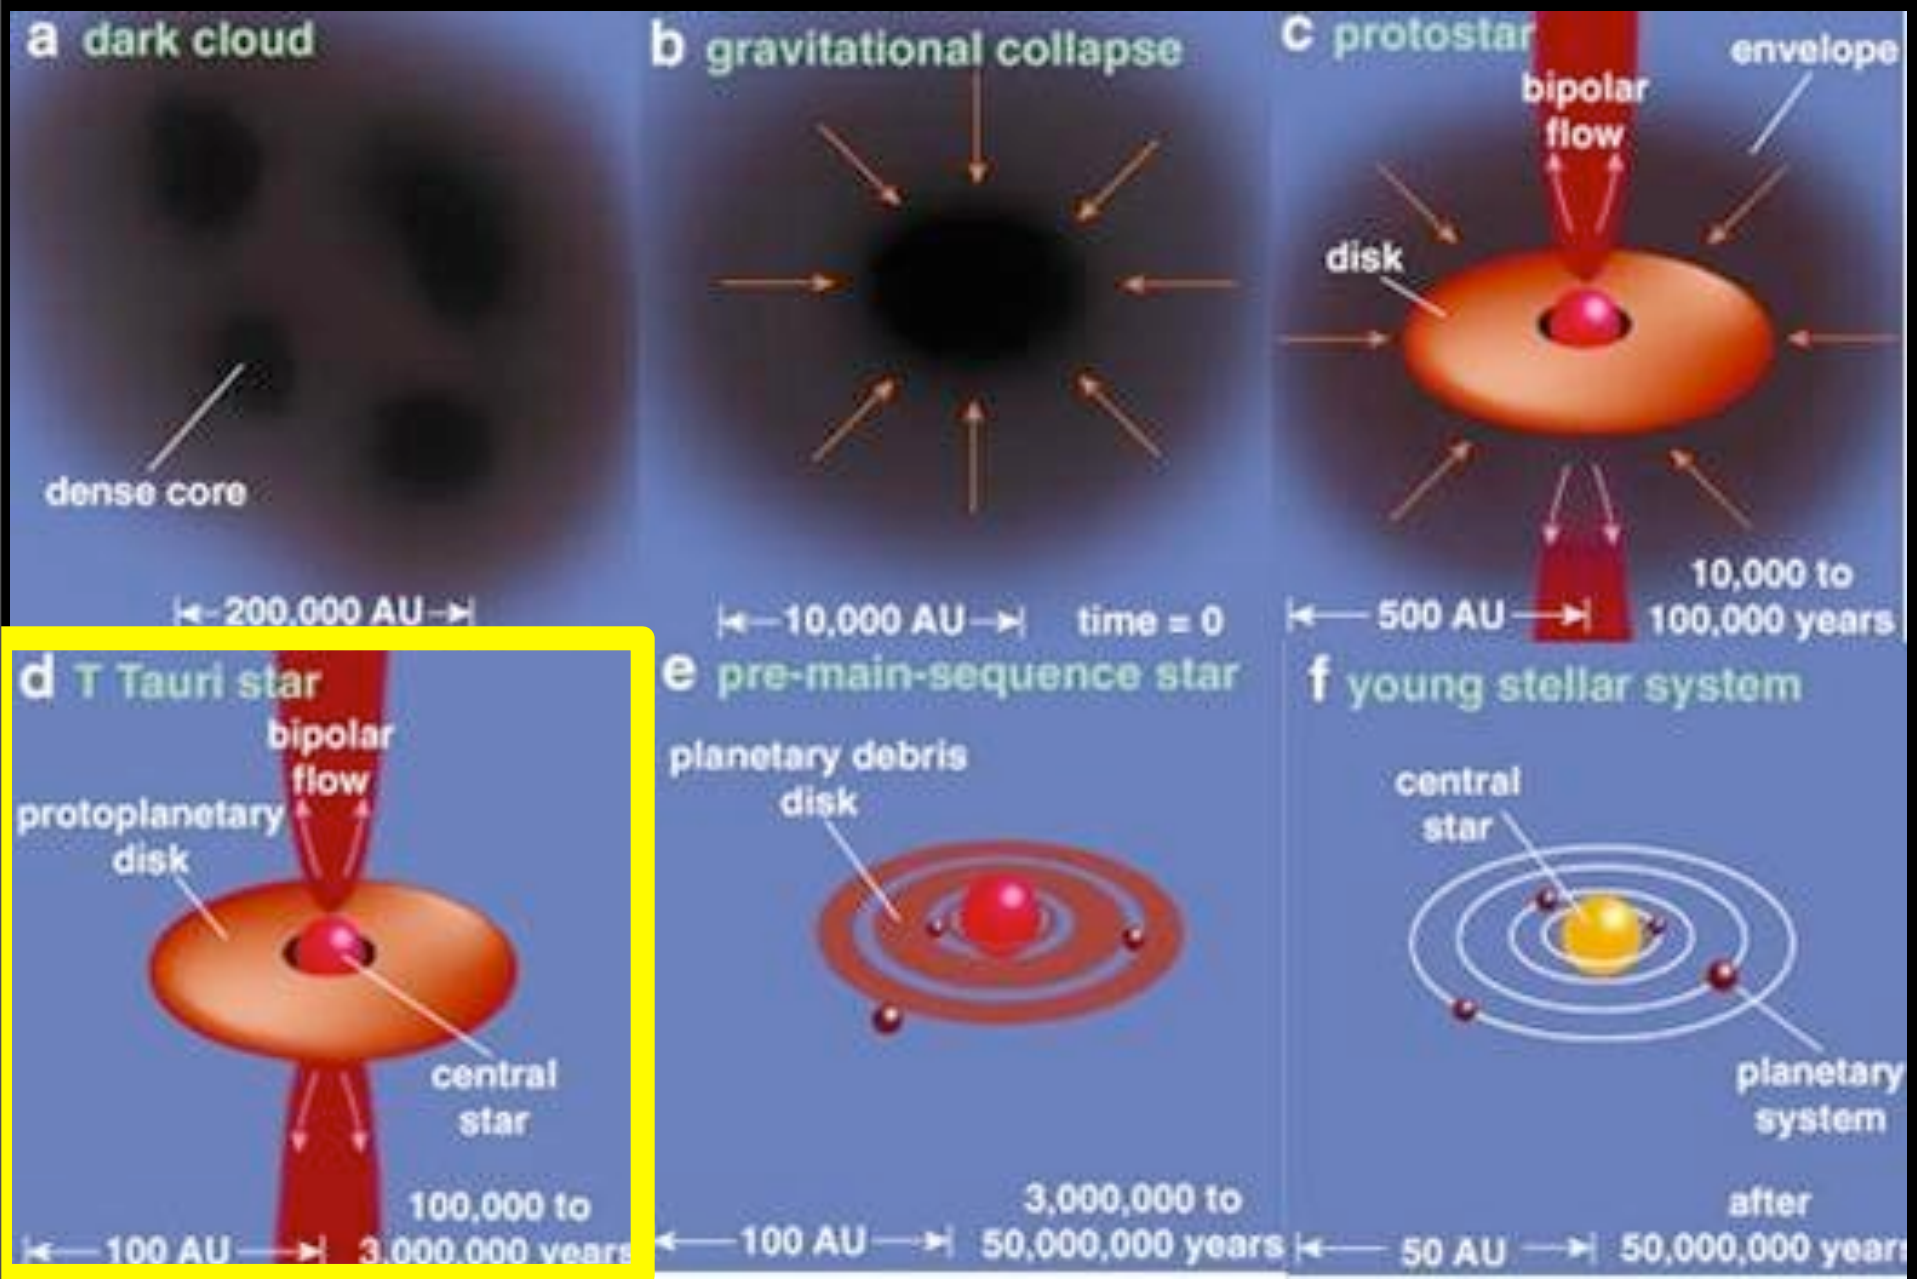 a dark cloud
dense core
200,000 AU
b gravitational collapse
10,000 AU
time = 0
c protostar
envelope
bipolar
flow
disk
10,000 to
500 AU
100,000 years
d T Tauri star
bipolar
flow
protoplanetary
disk
central
star
100,000 to
100 AU
3,000,000 years
e pre-main-sequence star
planetary debris
disk
3,000,000 to
100 AU
50,000,000 years
f young stellar system
central
star
planetary
system
after
50 AU
50,000,000 years